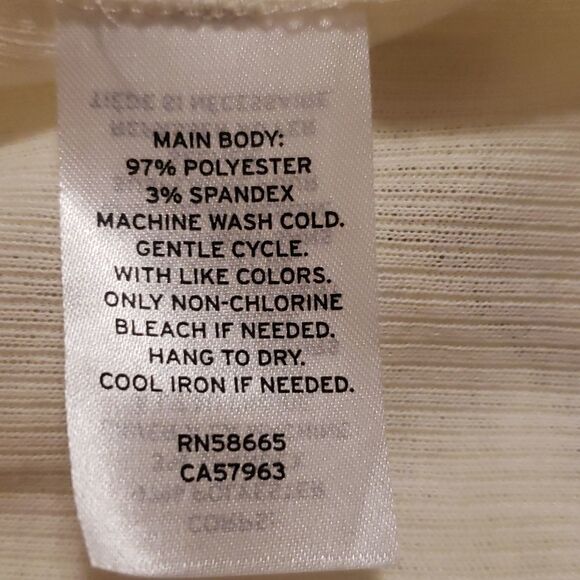 MAIN BODY:
97% POLYESTER
3% SPANDEX
MACHINE WASH COLD.
GENTLE CYCLE.
WITH LIKE COLORS.
ONLY NON-CHLORINE
BLEACH IF NEEDED.
HANG TO DRY.
COOL IRON IF NEEDED.
RN58665
CA57963